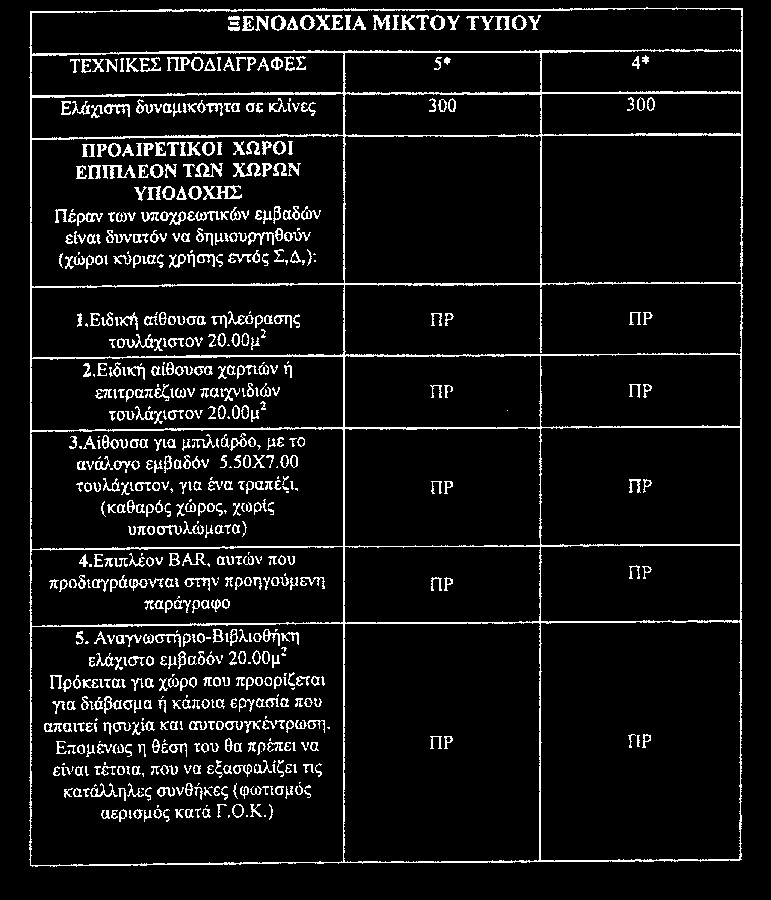 ΞΕΝΟΔΟΧΕΙΑ ΜΙΚΤΟΥ ΤΥΠΟΥ
ΤΕΧΝΙΚΕΣ ΠΡΟΔΙΑΓΡΑΦΕΣ 5* 4*
Ελάχιστη δυναμικότητα σε κλίνες 300 300
ΠΡΟΑΙΡΕΤΙΚΟΙ ΧΩΡΟΙ
ΕΠΙΠΛΕΟΝ ΤΩΝ ΧΩΡΩΝ
ΥΠΟΔΟΧΗΣ
Πέραν των υποχρεωτικών εμβαδών
είναι δυνατόν να δημιουργηθούν
(χώροι κύριας χρήσης εντός Σ,Δ,):
1.Ειδική αίθουσα τηλεόρασης
τουλάχιστον 20.00μ²
ΠΡ ΠΡ
2.Ειδική αίθουσα χαρτιών ή
επιτραπέζιων παιχνιδιών
τουλάχιστον 20.00μ²
ΠΡ ΠΡ
3.Αίθουσα για μπιλιάρδο, με το
ανάλογο εμβαδόν 5.50Χ7.00
τουλάχιστον, για ένα τραπέζι,
(καθαρός χώρος, χωρίς
υποστυλώματα)
ΠΡ ΠΡ
4.Επιπλέον BAR, αυτών που
προδιαγράφονται στην προηγούμενη
παράγραφο
ΠΡ ΠΡ
5. Αναγνωστήριο-Βιβλιοθήκη
ελάχιστο εμβαδόν 20.00μ²
Πρόκειται για χώρο που προορίζεται
για διάβασμα ή κάποια εργασία που
απαιτεί ησυχία και αυτοσυγκέντρωση.
Επομένως η θέση του θα πρέπει να
είναι τέτοια, που να εξασφαλίζει τις
κατάλληλες συνθήκες (φωτισμός
αερισμός κατά Γ.Ο.Κ.)
ΠΡ ΠΡ